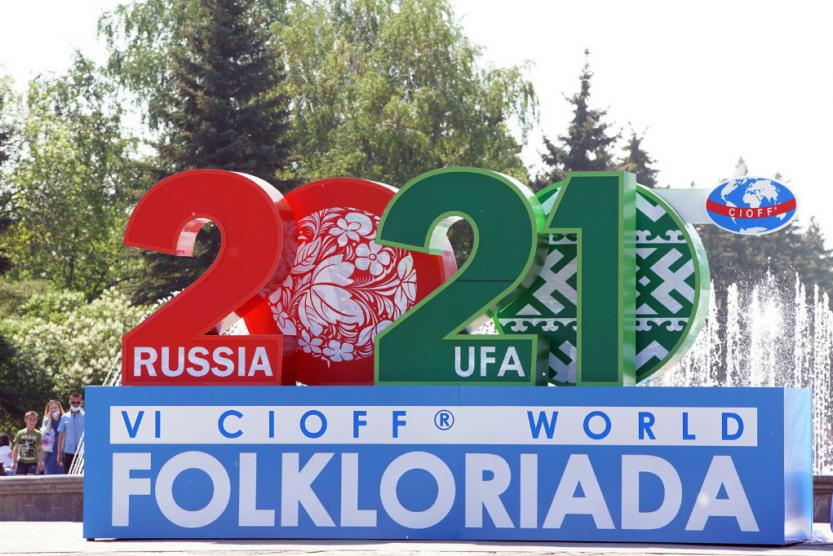 2021
CIOFF®
RUSSIA
UFA
VI CIOFF® WORLD
FOLKLORIADA